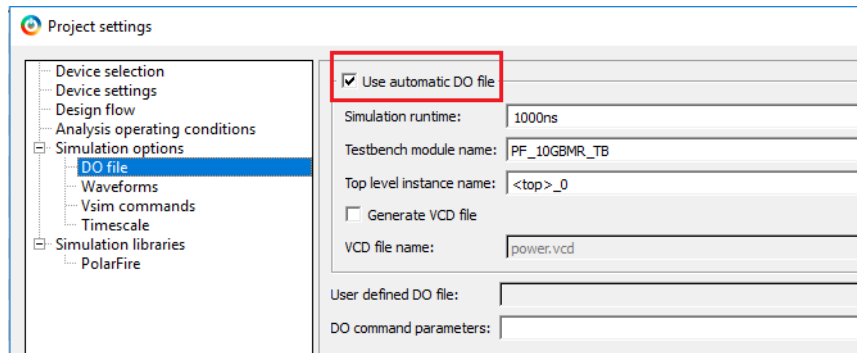 Project settings
Device selection
Device settings
Design flow
Analysis operating conditions
Simulation options
DO file
Waveforms
Vsim commands
Timescale
Simulation libraries
PolarFire
Use automatic DO file
Simulation runtime: 1000ns
Testbench module name: PF_10GBMR_TB
Top level instance name: <top>_0
Generate VCD file
VCD file name: power.vcd
User defined DO file:
DO command parameters: